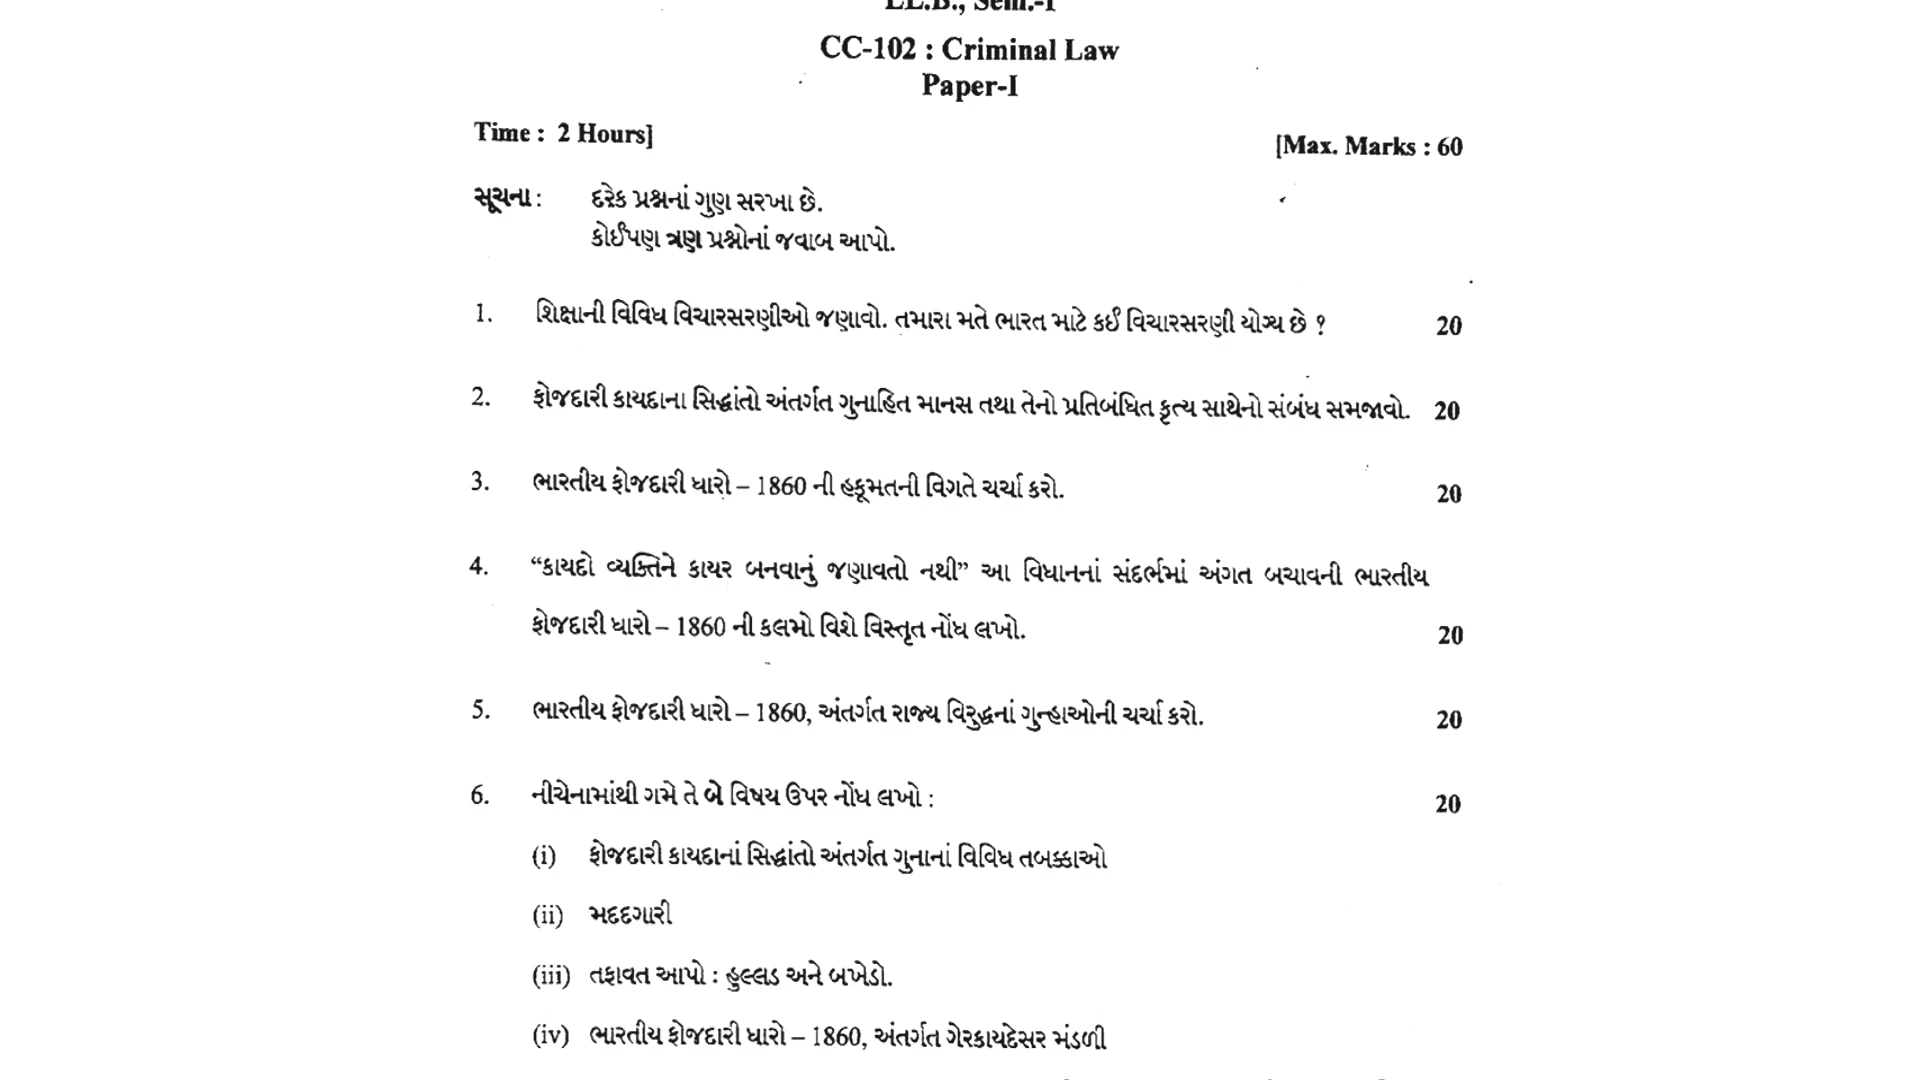 LL.B., Sem.-I
CC-102 : Criminal Law
Paper-I
Time : 2 Hours]
[Max. Marks : 60
સૂચના : દરેક પ્રશ્નનાં ગુણ સરખા છે.
કોઈપણ ત્રણ પ્રશ્નોનાં જવાબ આપો.
1. શિક્ષાની વિવિધ વિચારસરણીઓ જણાવો. તમારા મતે ભારત માટે કઈ વિચારસરણી યોગ્ય છે ? 20
2. ફોજદારી કાયદાના સિદ્ધાંતો અંતર્ગત ગુનાહિત માનસ તથા તેનો પ્રતિબંધિત કૃત્ય સાથેનો સંબંધ સમજાવો. 20
3. ભારતીય ફોજદારી ધારો – 1860 ની હકૂમતની વિગતે ચર્ચા કરો. 20
4. “કાયદો વ્યક્તિને કાયર બનવાનું જણાવતો નથી” આ વિધાનનાં સંદર્ભમાં અંગત બચાવની ભારતીય
ફોજદારી ધારો – 1860 ની કલમો વિશે વિસ્તૃત નોંધ લખો. 20
5. ભારતીય ફોજદારી ધારો – 1860, અંતર્ગત રાજ્ય વિરુદ્ધનાં ગુન્હાઓની ચર્ચા કરો. 20
6. નીચેનામાંથી ગમે તે બે વિષય ઉપર નોંધ લખો : 20
(i) ફોજદારી કાયદાનાં સિદ્ધાંતો અંતર્ગત ગુનાનાં વિવિધ તબક્કાઓ
(ii) મદદગારી
(iii) તફાવત આપો : હુલ્લડ અને બખેડો.
(iv) ભારતીય ફોજદારી ધારો – 1860, અંતર્ગત ગેરકાયદેસર મંડળી